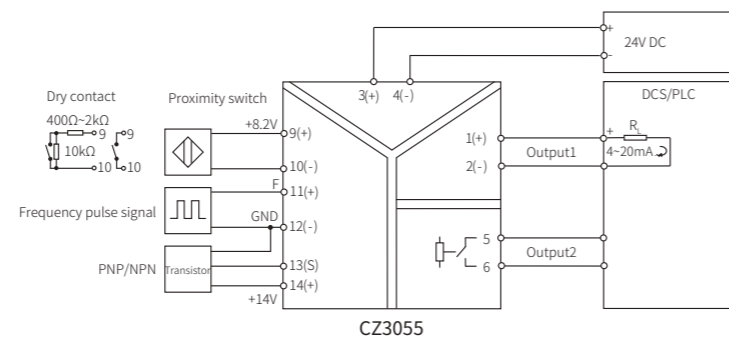 +
24V DC
-
3(+) 4(-)
DCS/PLC
Dry contact
Proximity switch
400Ω~2kΩ
9 9
10kΩ
10 10
+8.2V
9(+)
10(-)
1(+)
2(-)
Output1
+ RL
4~20mA
F
11(+)
Frequency pulse signal
GND
12(-)
5
6
Output2
PNP/NPN
Transistor
13(S)
14(+)
+14V
CZ3055